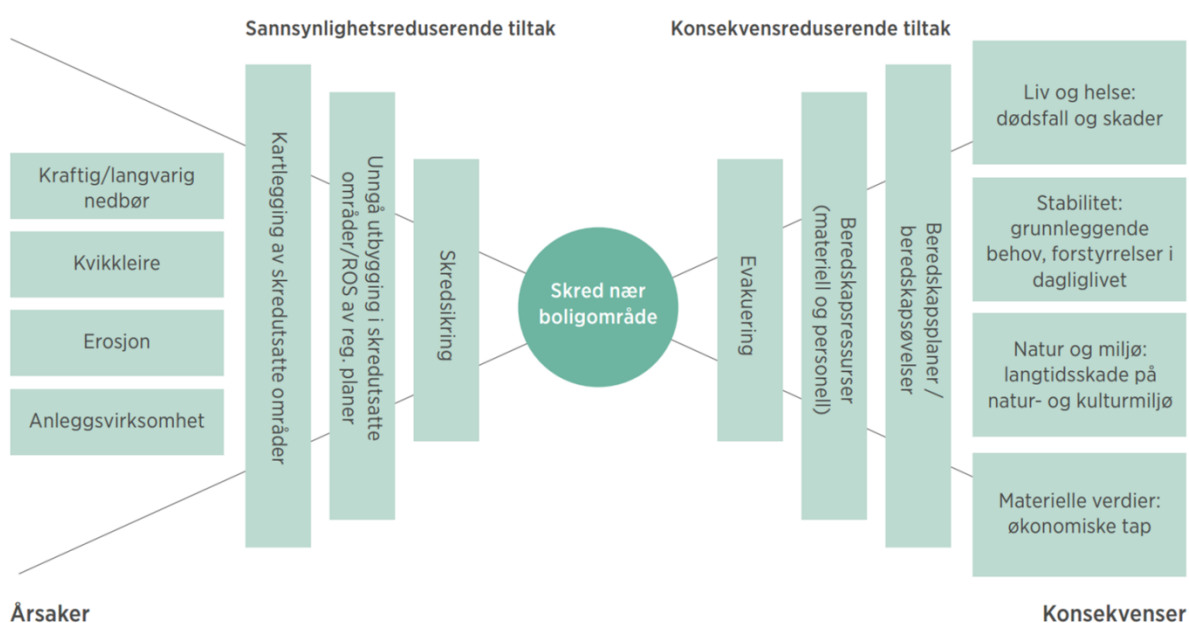 Sannsynlighetsreduserende tiltak
Konsekvensreduserende tiltak
Kraftig/langvarig
nedbør
Kvikkleire
Erosjon
Anleggsvirksomhet
Kartlegging av skredutsatte områder
Unngå utbygging i skredutsatte
områder/ROS av reg. planer
Skredsikring
Skred nær
boligområde
Evakuering
Beredskapsressurser
(materiell og personell)
Beredskapsplaner /
beredskapsøvelser
Liv og helse:
dødsfall og skader
Stabilitet:
grunnleggende
behov, forstyrrelser i
dagliglivet
Natur og miljø:
langtidsskade på
natur- og kulturmiljø
Materielle verdier:
økonomiske tap
Årsaker
Konsekvenser